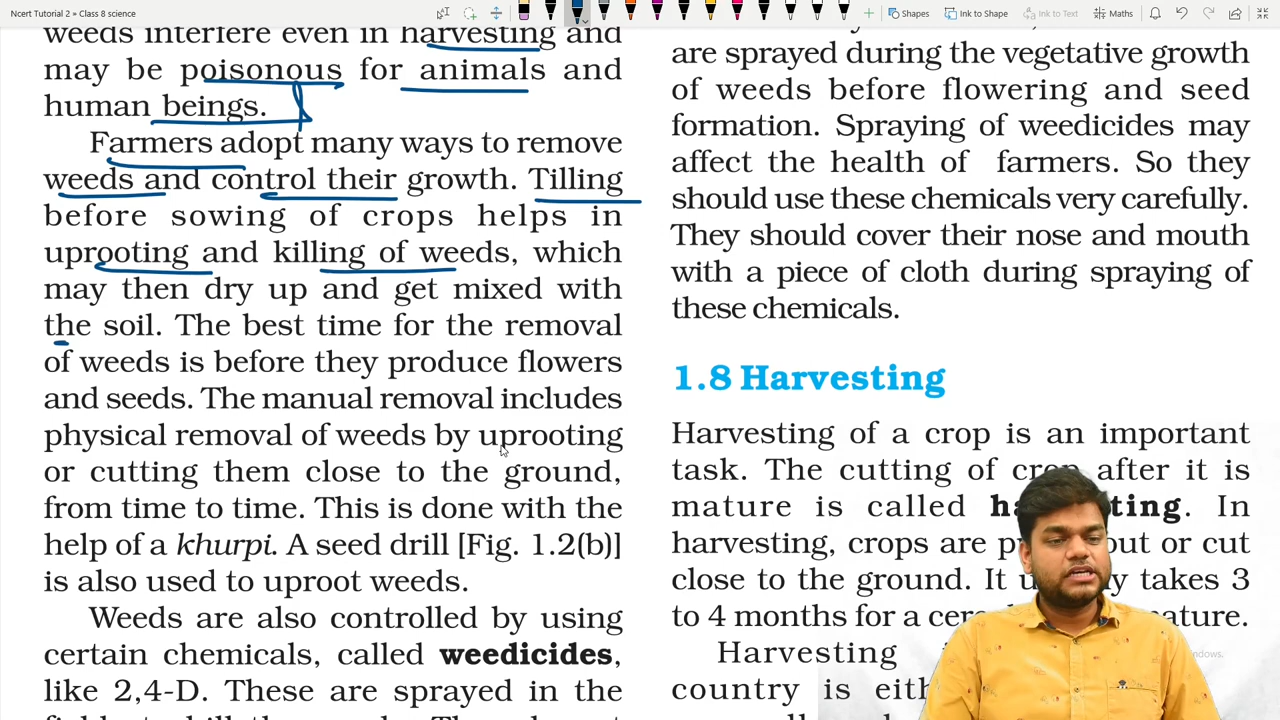 Ncert Tutorial 2 » Class 8 science
Shapes
Ink to Shape
Ink to Text
Maths
weeds interfere even in harvesting and
may be poisonous for animals and
human beings.
Farmers adopt many ways to remove
weeds and control their growth. Tilling
before sowing of crops helps in
uprooting and killing of weeds, which
may then dry up and get mixed with
the soil. The best time for the removal
of weeds is before they produce flowers
and seeds. The manual removal includes
physical removal of weeds by uprooting
or cutting them close to the ground,
from time to time. This is done with the
help of a khurpi. A seed drill [Fig. 1.2(b)]
is also used to uproot weeds.
Weeds are also controlled by using
certain chemicals, called weedicides,
like 2,4-D. These are sprayed in the
are sprayed during the vegetative growth
of weeds before flowering and seed
formation. Spraying of weedicides may
affect the health of farmers. So they
should use these chemicals very carefully.
They should cover their nose and mouth
with a piece of cloth during spraying of
these chemicals.
1.8 Harvesting
Harvesting of a crop is an important
task. The cutting of crop after it is
mature is called In
harvesting, crops are out or cut
close to the ground. It takes 3
to 4 months for a
Harvesting
country is